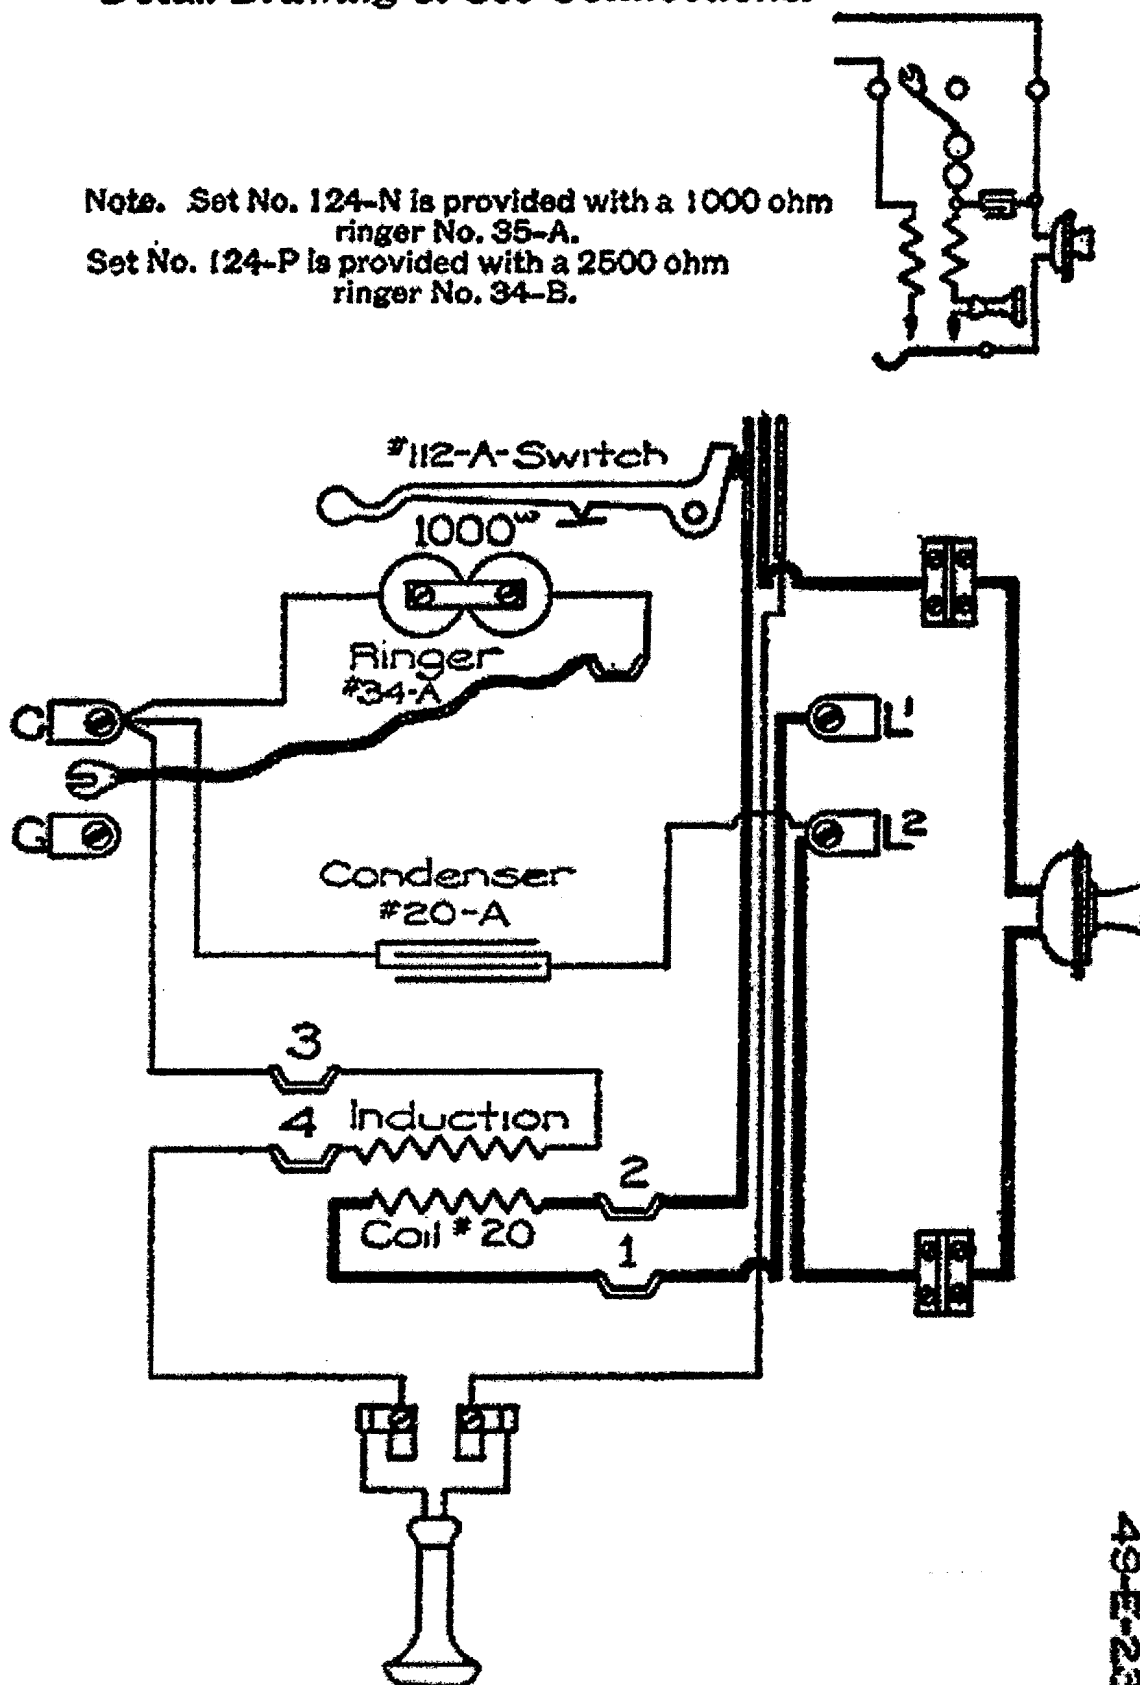 Note. Set No. 124-N is provided with a 1000 ohm
ringer No. 35-A.
Set No. 124-P is provided with a 2500 ohm
ringer No. 34-B.
#112-A-Switch
1000ω
Ringer
#34-A
C
G
L1
L2
Condenser
#20-A
3
4
Induction
2
Coil #20
1
49-E-23